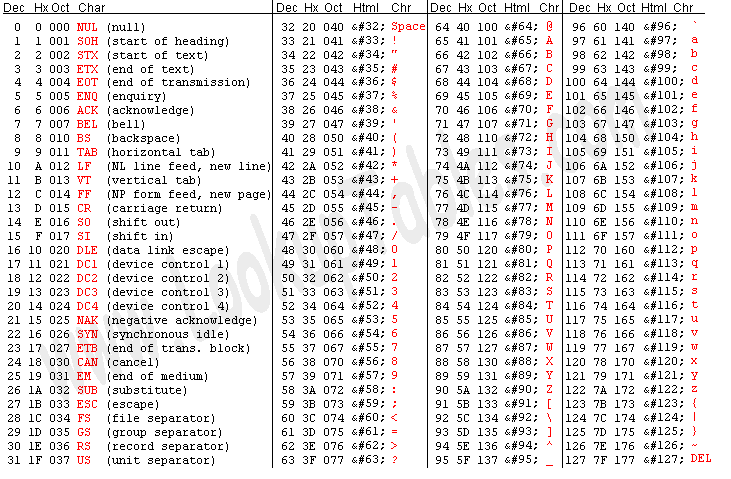 Dec Hx Oct Char Dec Hx Oct Html Chr Dec Hx Oct Html Chr Dec Hx Oct Html Chr
0 0 000 NUL (null) 32 20 040 &#32; Space 64 40 100 &#64; @ 96 60 140 &#96; `
1 1 001 SOH (start of heading) 33 21 041 &#33; ! 65 41 101 &#65; A 97 61 141 &#97; a
2 2 002 STX (start of text) 34 22 042 &#34; " 66 42 102 &#66; B 98 62 142 &#98; b
3 3 003 ETX (end of text) 35 23 043 &#35; # 67 43 103 &#67; C 99 63 143 &#99; c
4 4 004 EOT (end of transmission) 36 24 044 &#36; $ 68 44 104 &#68; D 100 64 144 &#100; d
5 5 005 ENQ (enquiry) 37 25 045 &#37; % 69 45 105 &#69; E 101 65 145 &#101; e
6 6 006 ACK (acknowledge) 38 26 046 &#38; & 70 46 106 &#70; F 102 66 146 &#102; f
7 7 007 BEL (bell) 39 27 047 &#39; ' 71 47 107 &#71; G 103 67 147 &#103; g
8 8 010 BS (backspace) 40 28 050 &#40; ( 72 48 110 &#72; H 104 68 150 &#104; h
9 9 011 TAB (horizontal tab) 41 29 051 &#41; ) 73 49 111 &#73; I 105 69 151 &#105; i
10 A 012 LF (NL line feed, new line) 42 2A 052 &#42; * 74 4A 112 &#74; J 106 6A 152 &#106; j
11 B 013 VT (vertical tab) 43 2B 053 &#43; + 75 4B 113 &#75; K 107 6B 153 &#107; k
12 C 014 FF (NP form feed, new page) 44 2C 054 &#44; , 76 4C 114 &#76; L 108 6C 154 &#108; l
13 D 015 CR (carriage return) 45 2D 055 &#45; - 77 4D 115 &#77; M 109 6D 155 &#109; m
14 E 016 SO (shift out) 46 2E 056 &#46; . 78 4E 116 &#78; N 110 6E 156 &#110; n
15 F 017 SI (shift in) 47 2F 057 &#47; / 79 4F 117 &#79; O 111 6F 157 &#111; o
16 10 020 DLE (data link escape) 48 30 060 &#48; 0 80 50 120 &#80; P 112 70 160 &#112; p
17 11 021 DC1 (device control 1) 49 31 061 &#49; 1 81 51 121 &#81; Q 113 71 161 &#113; q
18 12 022 DC2 (device control 2) 50 32 062 &#50; 2 82 52 122 &#82; R 114 72 162 &#114; r
19 13 023 DC3 (device control 3) 51 33 063 &#51; 3 83 53 123 &#83; S 115 73 163 &#115; s
20 14 024 DC4 (device control 4) 52 34 064 &#52; 4 84 54 124 &#84; T 116 74 164 &#116; t
21 15 025 NAK (negative acknowledge) 53 35 065 &#53; 5 85 55 125 &#85; U 117 75 165 &#117; u
22 16 026 SYN (synchronous idle) 54 36 066 &#54; 6 86 56 126 &#86; V 118 76 166 &#118; v
23 17 027 ETB (end of trans. block) 55 37 067 &#55; 7 87 57 127 &#87; W 119 77 167 &#119; w
24 18 030 CAN (cancel) 56 38 070 &#56; 8 88 58 130 &#88; X 120 78 170 &#120; x
25 19 031 EM (end of medium) 57 39 071 &#57; 9 89 59 131 &#89; Y 121 79 171 &#121; y
26 1A 032 SUB (substitute) 58 3A 072 &#58; : 90 5A 132 &#90; Z 122 7A 172 &#122; z
27 1B 033 ESC (escape) 59 3B 073 &#59; ; 91 5B 133 &#91; [ 123 7B 173 &#123; {
28 1C 034 FS (file separator) 60 3C 074 &#60; < 92 5C 134 &#92; \ 124 7C 174 &#124; |
29 1D 035 GS (group separator) 61 3D 075 &#61; = 93 5D 135 &#93; ] 125 7D 175 &#125; }
30 1E 036 RS (record separator) 62 3E 076 &#62; > 94 5E 136 &#94; ^ 126 7E 176 &#126; ~
31 1F 037 US (unit separator) 63 3F 077 &#63; ? 95 5F 137 &#95; _ 127 7F 177 &#127; DEL